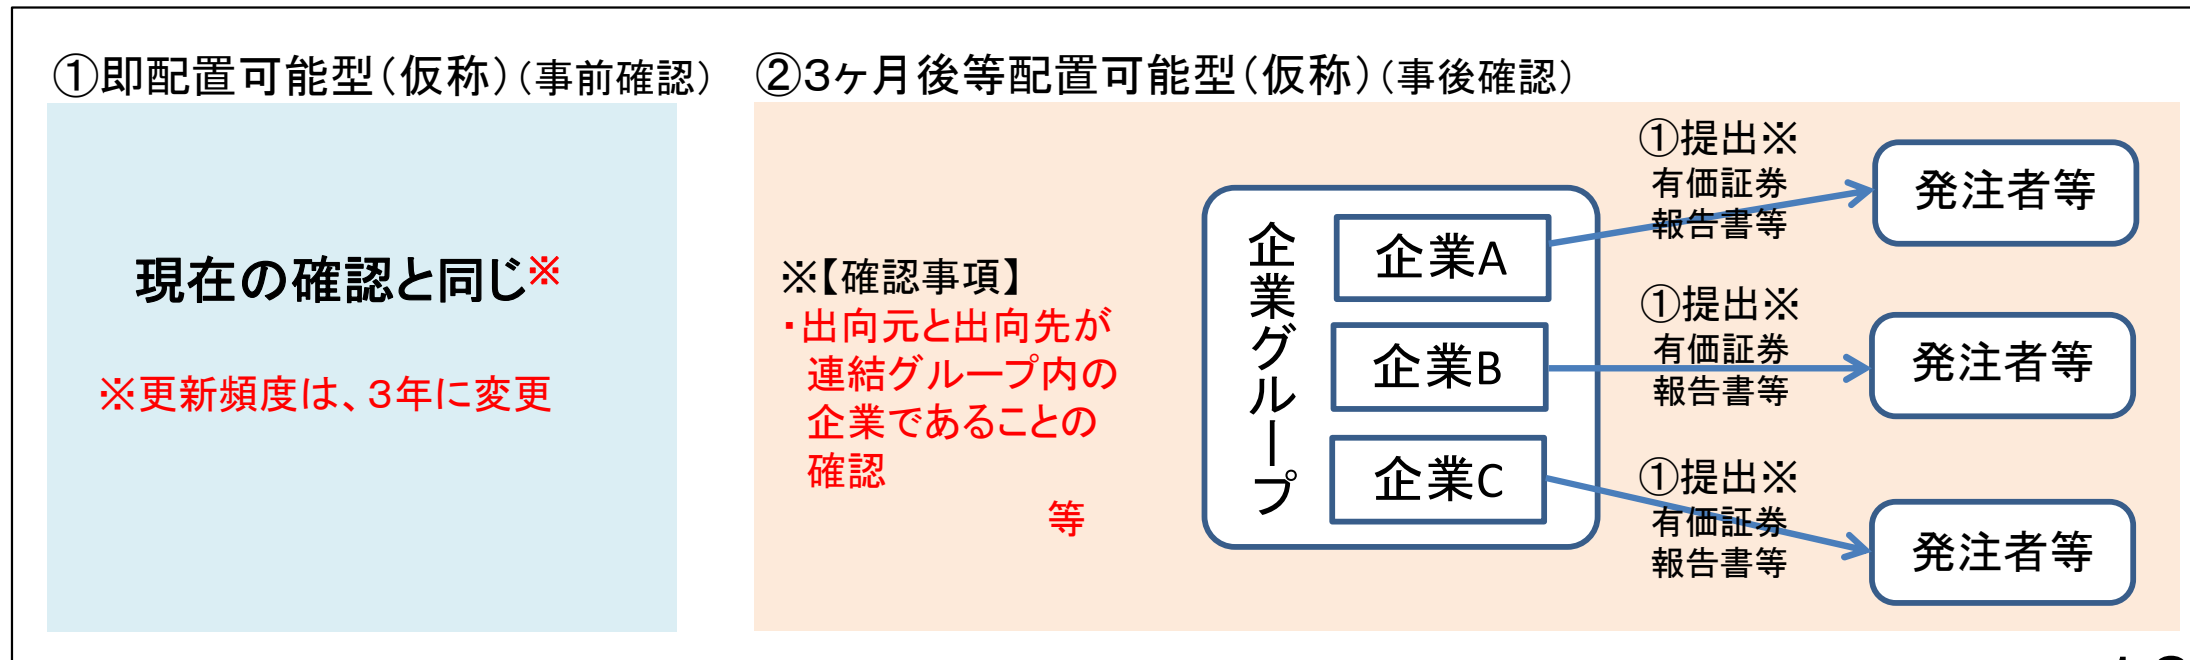 ①即配置可能型（仮称）（事前確認）
現在の確認と同じ※
※更新頻度は、３年に変更
②３ヶ月後等配置可能型（仮称）（事後確認）
※【確認事項】
・出向元と出向先が
連結グループ内の
企業であることの
確認
等
企業グループ
企業A
企業B
企業C
①提出※
有価証券
報告書等
発注者等
①提出※
有価証券
報告書等
発注者等
①提出※
有価証券
報告書等
発注者等